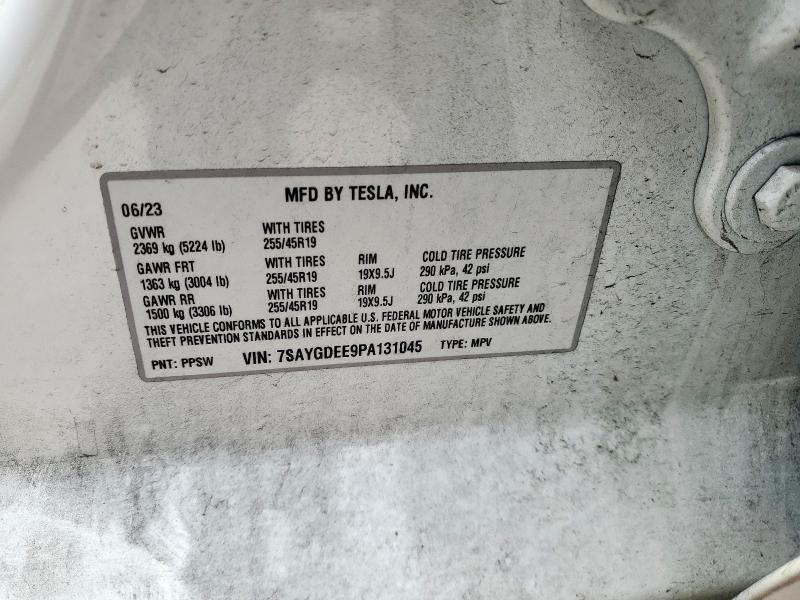 MFD BY TESLA, INC.
06/23
GVWR WITH TIRES
2369 kg (5224 lb) 255/45R19
GAWR FRT WITH TIRES RIM COLD TIRE PRESSURE
1363 kg (3004 lb) 255/45R19 19X9.5J 290 kPa, 42 psi
GAWR RR WITH TIRES RIM COLD TIRE PRESSURE
1500 kg (3306 lb) 255/45R19 19X9.5J 290 kPa, 42 psi
THIS VEHICLE CONFORMS TO ALL APPLICABLE U.S. FEDERAL MOTOR VEHICLE SAFETY AND
THEFT PREVENTION STANDARDS IN EFFECT ON THE DATE OF MANUFACTURE SHOWN ABOVE.
PNT: PPSW VIN: 7SAYGDEE9PA131045 TYPE: MPV